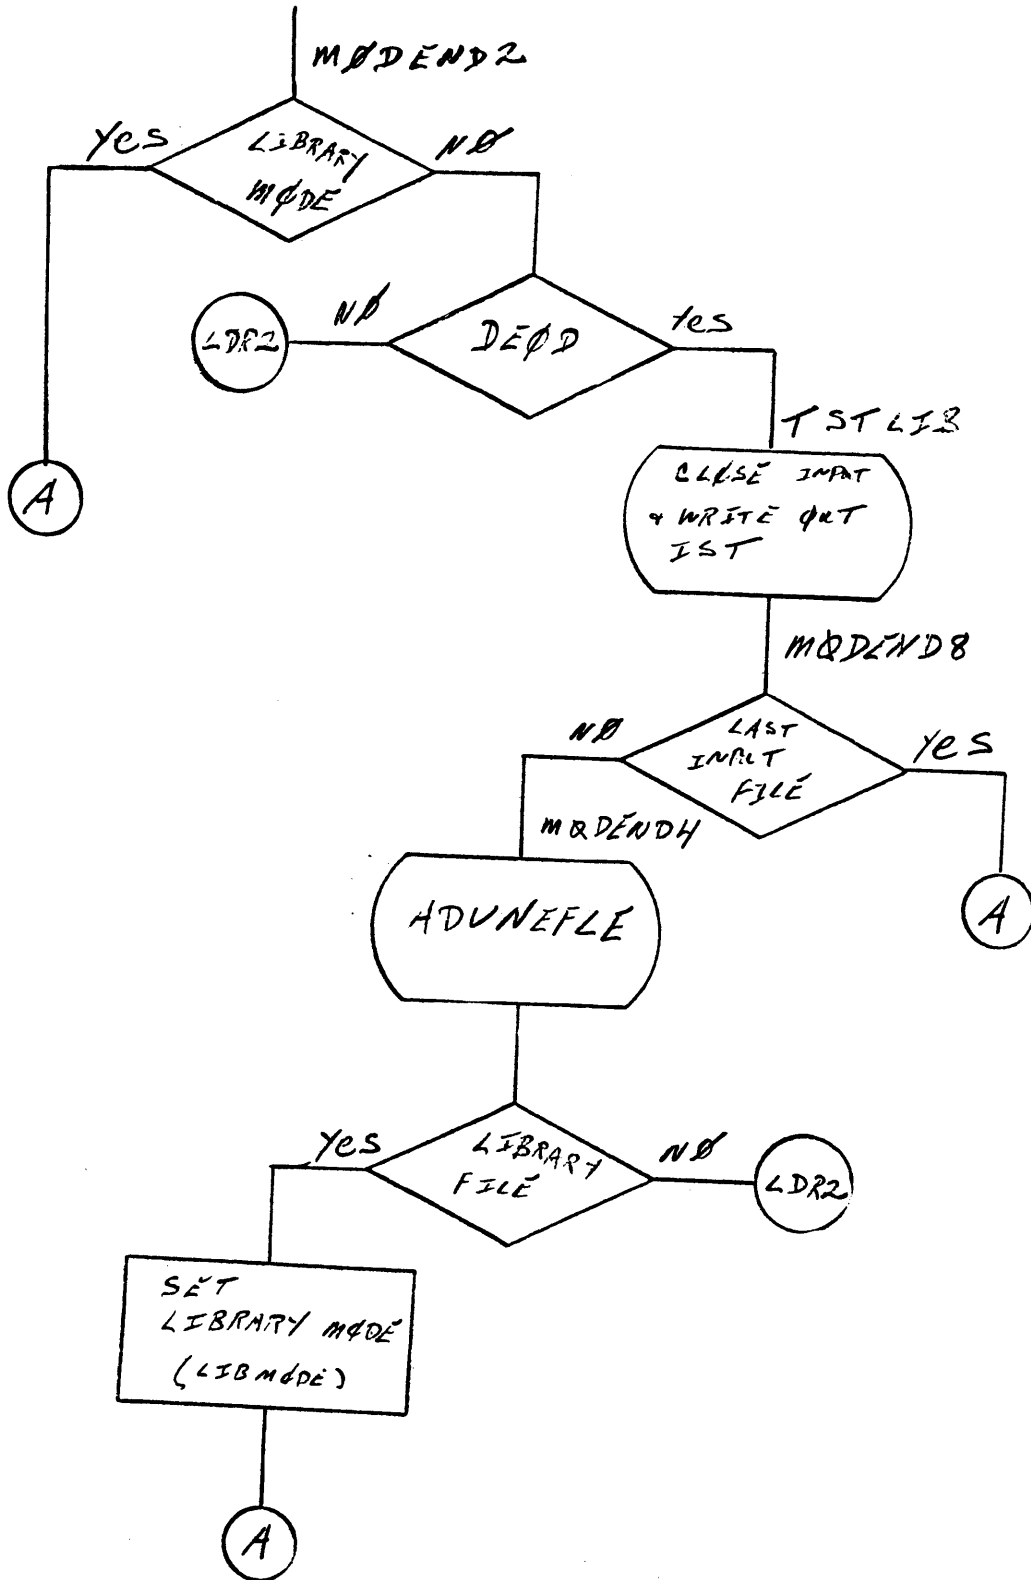 MØDEND2
Yes
LIBRARY
MØDE
NØ
LDR2
NØ
DEØD
Yes
TSTLIB
CLØSE INPUT
& WRITE ØUT
IST
A
MØDEND8
NØ
LAST
INPUT
FILE
Yes
MØDEND4
ADVNEFLE
A
Yes
LIBRARY
FILE
NØ
LDR2
SET
LIBRARY MØDE
(LIBMØDE)
A